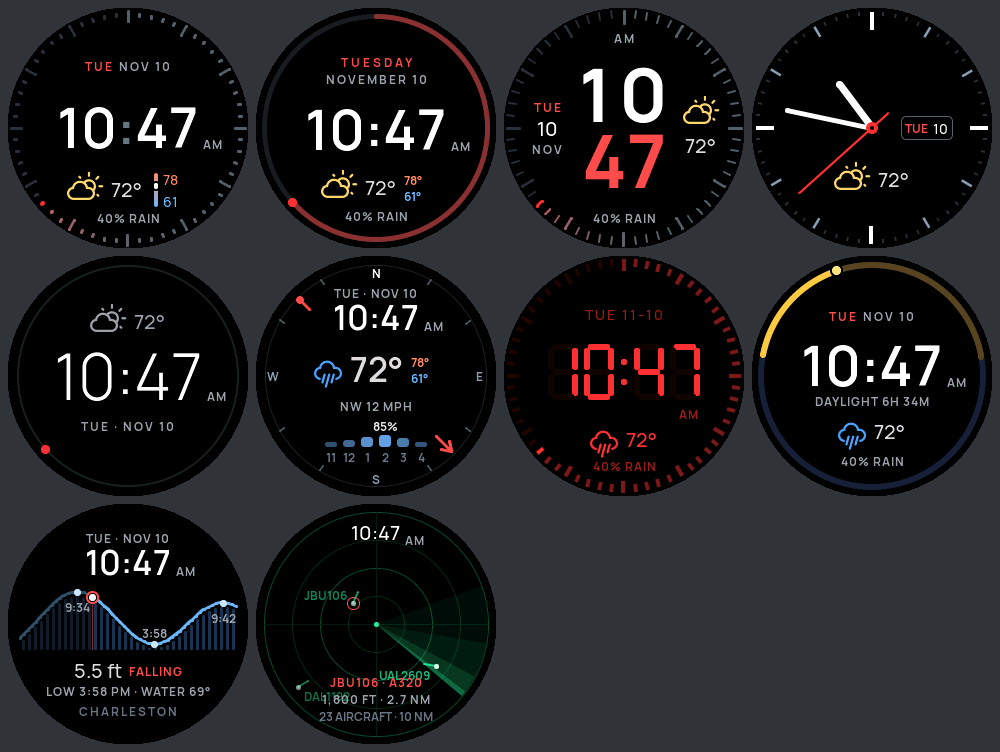 TUE NOV 10
10:47 AM
72° 78 61
40% RAIN
TUESDAY
NOVEMBER 10
10:47 AM
72° 78° 61°
40% RAIN
AM
TUE 10 NOV
10
47
72°
40% RAIN
TUE 10
72°
72°
10:47 AM
TUE · NOV 10
N
TUE · NOV 10
10:47 AM
W
72° 78° 61°
E
NW 12 MPH
85%
11 12 1 2 3 4
S
TUE 11-10
10:47
AM
72°
40% RAIN
TUE NOV 10
10:47 AM
DAYLIGHT 6H 34M
72°
40% RAIN
TUE · NOV 10
10:47 AM
9:34
3:58
9:42
5.5 ft FALLING
LOW 3:58 PM · WATER 69°
CHARLESTON
10:47 AM
JBU106
UAL2609
JBU106 · A320
1,800 FT · 2.7 NM
23 AIRCRAFT · 10 NM